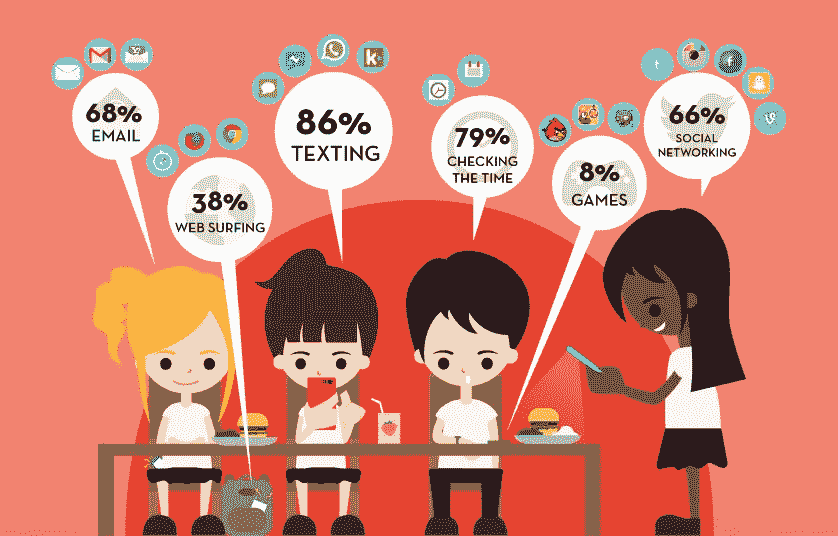 68%
EMAIL
38%
WEB SURFING
86%
TEXTING
79%
CHECKING
THE TIME
8%
GAMES
66%
SOCIAL
NETWORKING